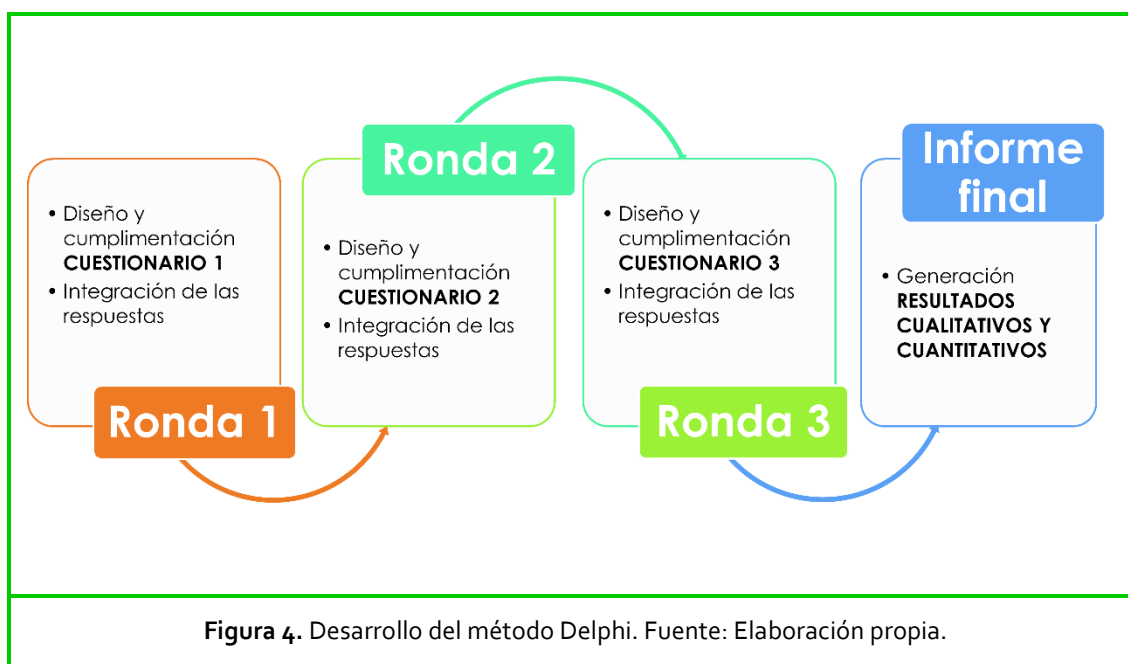 • Diseño y
cumplimentación
CUESTIONARIO 1
• Integración de las
respuestas
Ronda 1
Ronda 2
• Diseño y
cumplimentación
CUESTIONARIO 2
• Integración de las
respuestas
• Diseño y
cumplimentación
CUESTIONARIO 3
• Integración de las
respuestas
Ronda 3
Informe
final
• Generación
RESULTADOS
CUALITATIVOS Y
CUANTITATIVOS
Figura 4. Desarrollo del método Delphi. Fuente: Elaboración propia.